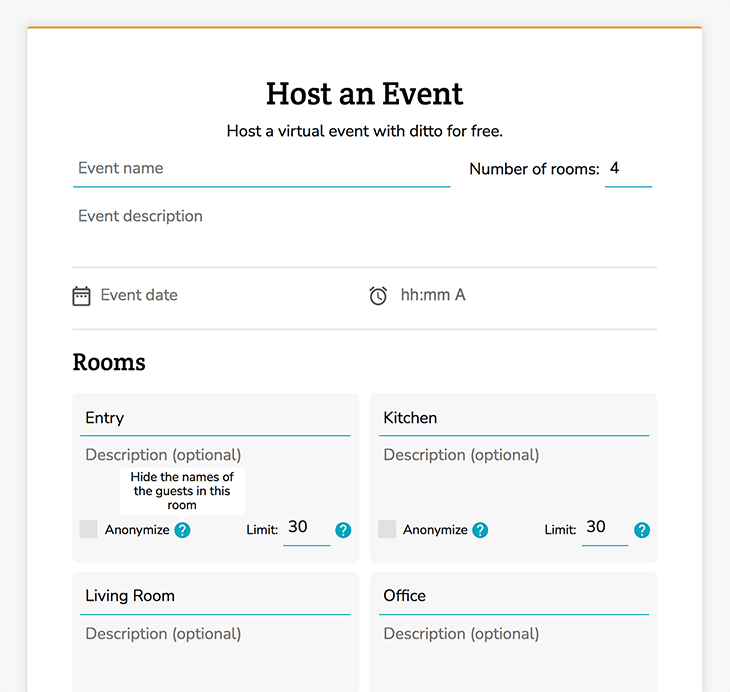 Host an Event
Host a virtual event with ditto for free.
Event name
Number of rooms: 4
Event description
Event date
hh:mm A
Rooms
Entry
Description (optional)
Hide the names of
the guests in this
room
Anonymize ?
Limit: 30 ?
Kitchen
Description (optional)
Anonymize ?
Limit: 30 ?
Living Room
Description (optional)
Office
Description (optional)